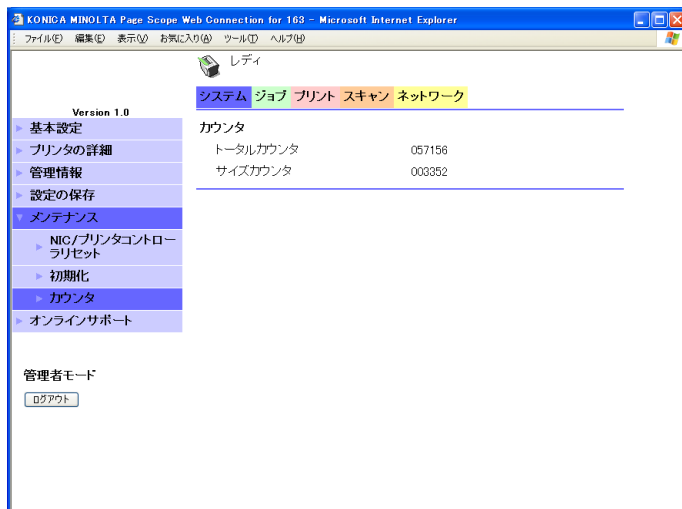 KONICA MINOLTA Page Scope Web Connection for 163 - Microsoft Internet Explorer
ファイル(F) 編集(E) 表示(V) お気に入り(A) ツール(T) ヘルプ(H)
レディ
システム ジョブ プリント スキャン ネットワーク
Version 1.0
基本設定
プリンタの詳細
管理情報
設定の保存
メンテナンス
NIC/プリンタコントロー
ラリセット
初期化
カウンタ
オンラインサポート
管理者モード
ログアウト
カウンタ
トータルカウンタ 057156
サイズカウンタ 003352